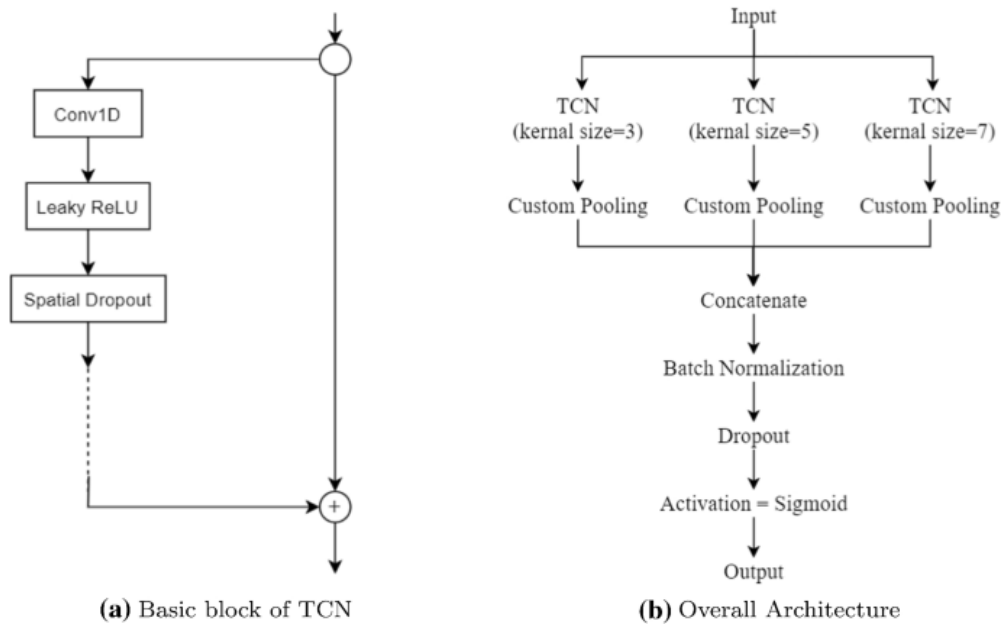 Conv1D
Leaky ReLU
Spatial Dropout
+
(a) Basic block of TCN
Input
TCN
(kernal size=3)
TCN
(kernal size=5)
TCN
(kernal size=7)
Custom Pooling
Custom Pooling
Custom Pooling
Concatenate
Batch Normalization
Dropout
Activation = Sigmoid
Output
(b) Overall Architecture